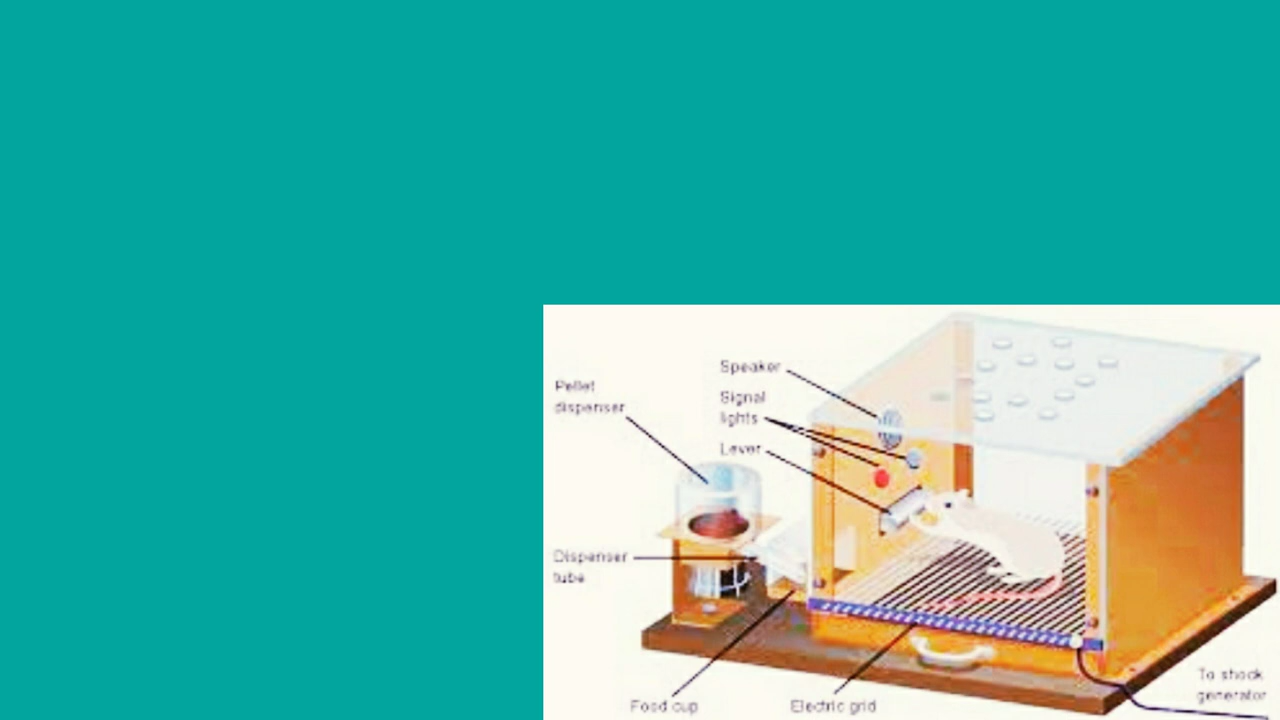 Speaker
Pellet
dispenser
Signal
lights
Lever
Dispenser
tube
To shock
generator
Food cup
Electric grid